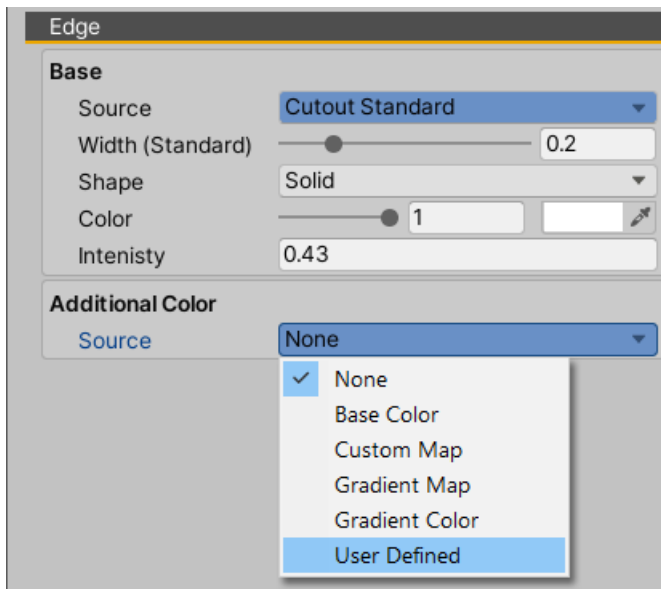 Edge
Base
Source Cutout Standard
Width (Standard) 0.2
Shape Solid
Color 1
Intenisty 0.43
Additional Color
Source None
None
Base Color
Custom Map
Gradient Map
Gradient Color
User Defined